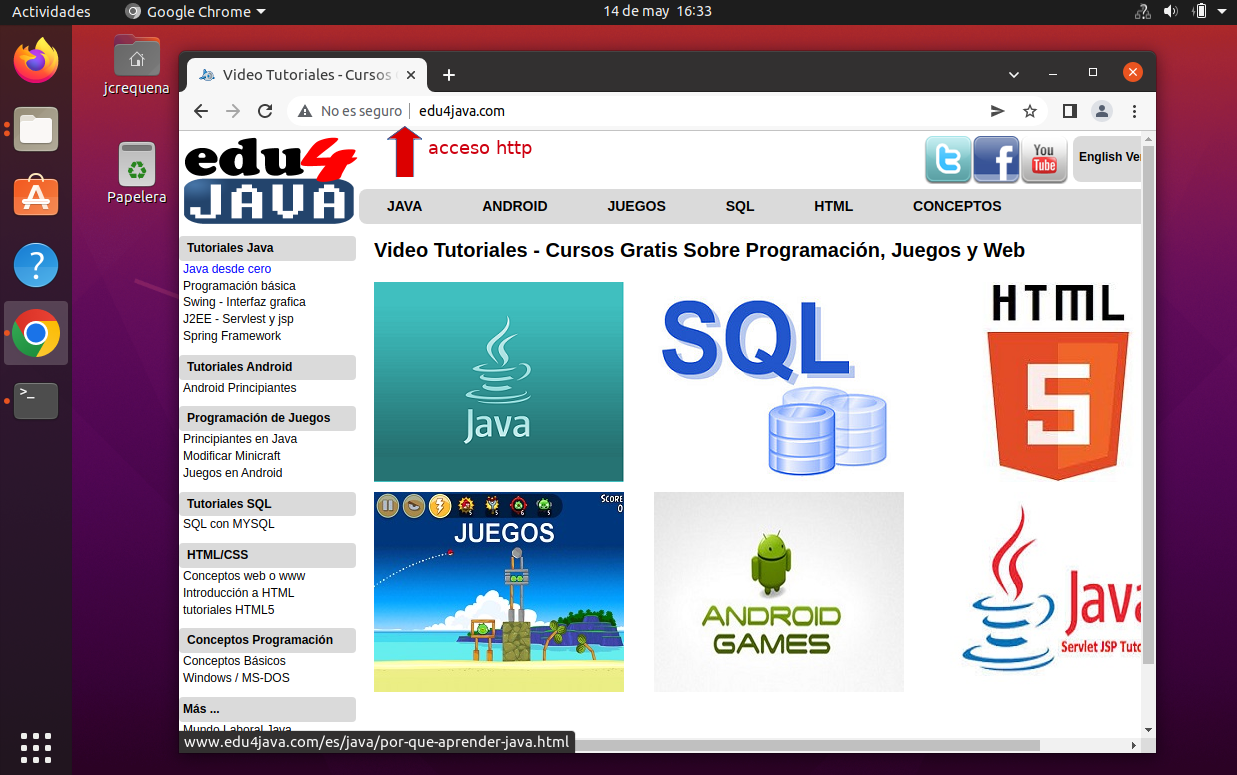 Actividades
Google Chrome
14 de may 16:33
jcrequena
Papelera
Video Tutoriales - Cursos
No es seguro
edu4java.com
acceso http
edu4
JAVA
You
Tube
English Ver
JAVA
ANDROID
JUEGOS
SQL
HTML
CONCEPTOS
Tutoriales Java
Java desde cero
Programación básica
Swing - Interfaz grafica
J2EE - Servlest y jsp
Spring Framework
Tutoriales Android
Android Principiantes
Programación de Juegos
Principiantes en Java
Modificar Minicraft
Juegos en Android
Tutoriales SQL
SQL con MYSQL
HTML/CSS
Conceptos web o www
Introducción a HTML
tutoriales HTML5
Conceptos Programación
Conceptos Básicos
Windows / MS-DOS
Más ...
Mundo Laboral Java
Video Tutoriales - Cursos Gratis Sobre Programación, Juegos y Web
Java
SQL
HTML
5
SCORE
0
5
5
6
5
JUEGOS
ANDROID
GAMES
Java
Servlet JSP Tuto
www.edu4java.com/es/java/por-que-aprender-java.html